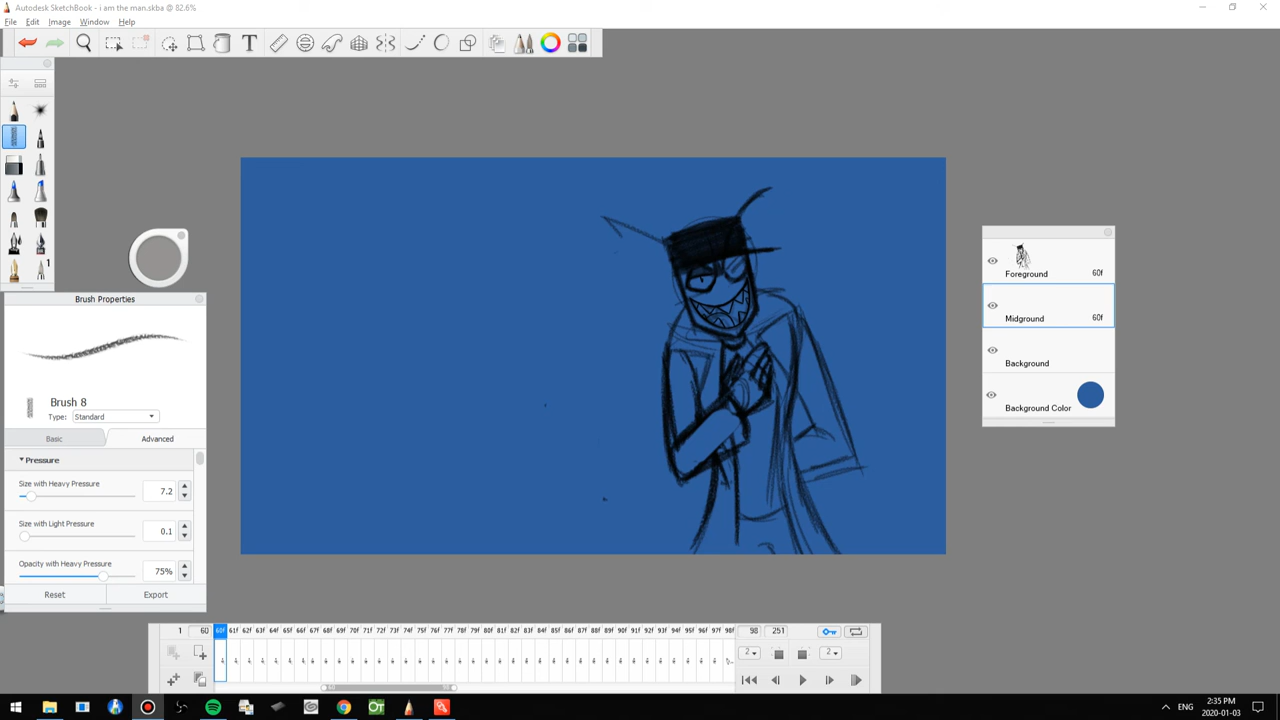 Autodesk SketchBook - i am the man.skba @ 82.6%
File Edit Image Window Help
Brush Properties
Brush 8
Type: Standard
Basic Advanced
Pressure
Size with Heavy Pressure
7.2
Size with Light Pressure
0.1
Opacity with Heavy Pressure
75%
Reset Export
1
Foreground 60f
Midground 60f
Background
Background Color
1 60 60f 61f 62f 63f 64f 65f 66f 67f 68f 69f 70f 71f 72f 73f 74f 75f 76f 77f 78f 79f 80f 81f 82f 83f 84f 85f 86f 87f 88f 89f 90f 91f 92f 93f 94f 95f 96f 97f 98f 98 251
2 2
OT
ENG
2:35 PM
2020-01-03